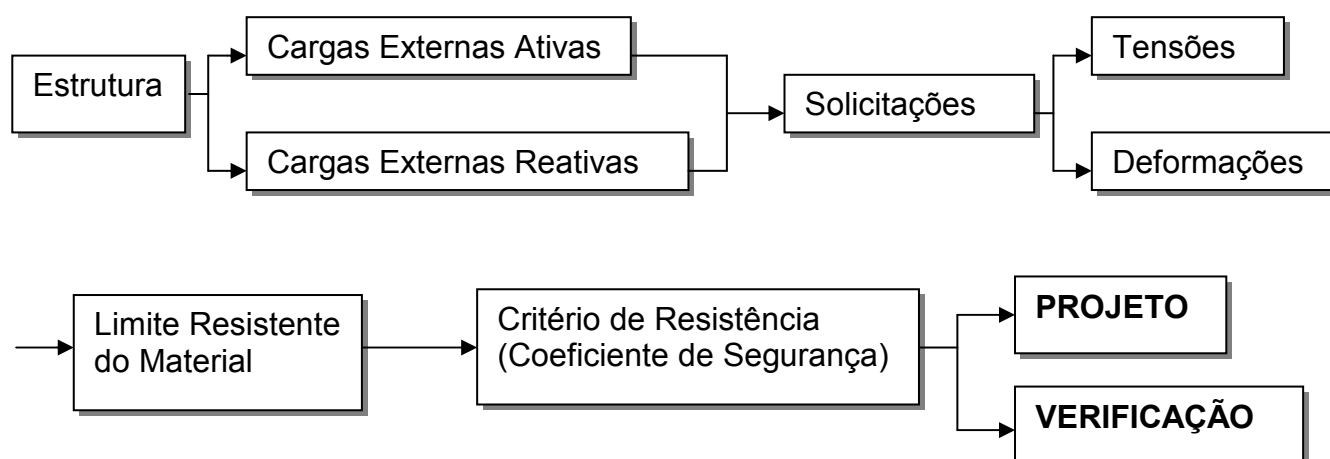 Estrutura
Cargas Externas Ativas
Cargas Externas Reativas
Solicitações
Tensões
Deformações
Limite Resistente
do Material
Critério de Resistência
(Coeficiente de Segurança)
PROJETO
VERIFICAÇÃO